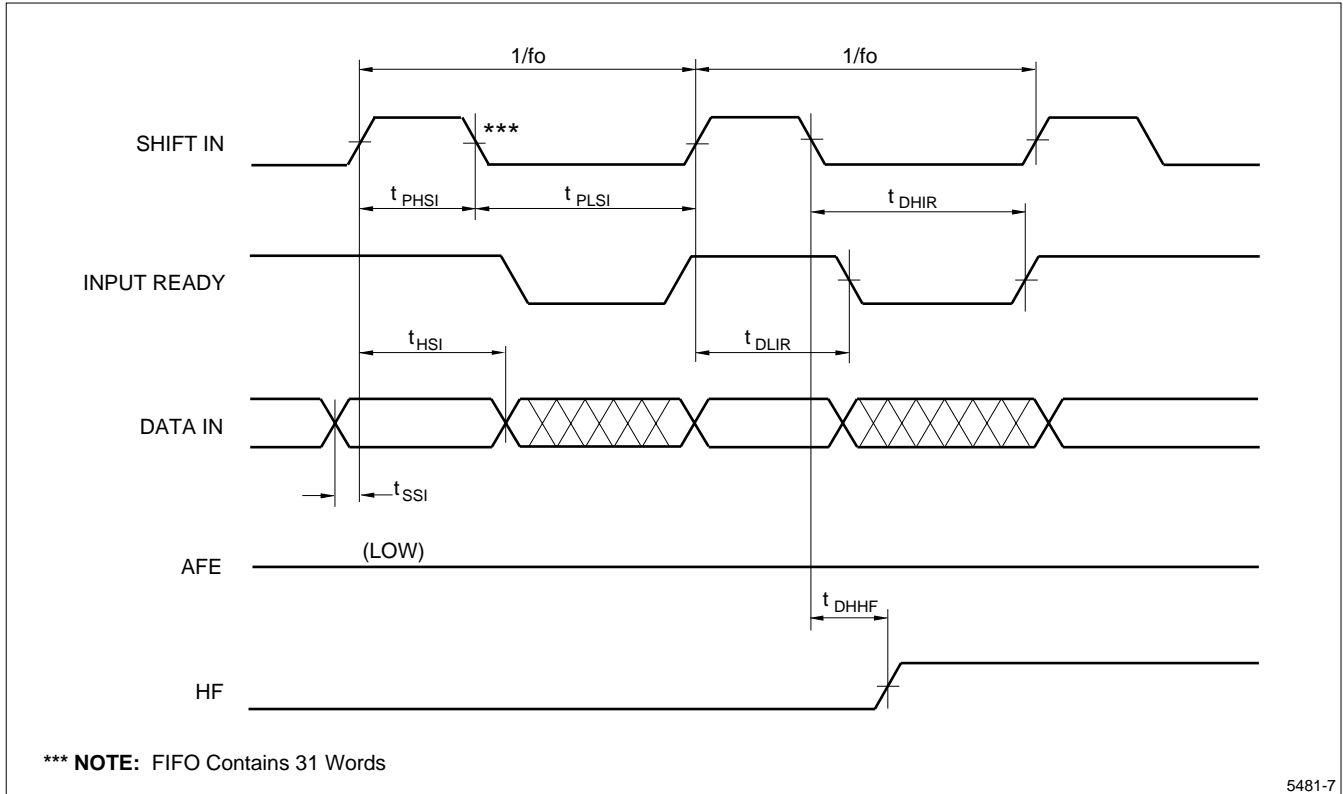 1/fo 1/fo
SHIFT IN
***
t PHSI t PLSI t DHIR
INPUT READY
t HSI t DLIR
DATA IN
t SSI
AFE (LOW)
t DHHF
HF
*** NOTE: FIFO Contains 31 Words
5481-7